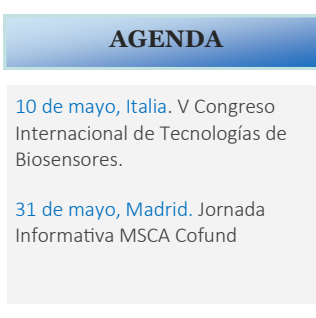 AGENDA
10 de mayo, Italia. V Congreso
Internacional de Tecnologías de
Biosensores.
31 de mayo, Madrid. Jornada
Informativa MSCA Cofund